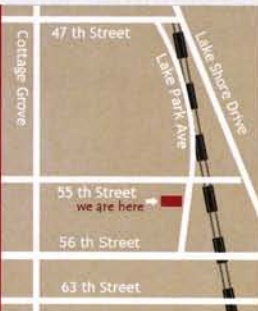 47 th Street
Cottage Grove
Lake Park Ave
Lake Shore Drive
55 th Street
we are here
56 th Street
63 th Street